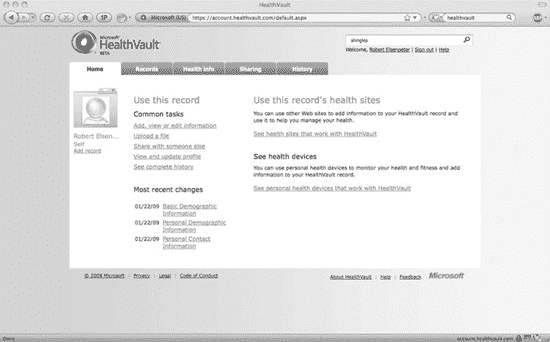 HealthVault
Microsoft (US)
https://account.healthvault.com/default.aspx
healthvault
Microsoft®
HealthVault™
BETA
shingles
Welcome, Robert Elsenpeter | Sign out | Help
Home
Records
Health Info
Sharing
History
Robert Elsen...
Self
Add record
Use this record
Common tasks
Add, view or edit information
Upload a file
Share with someone else
View and update profile
See complete history
Most recent changes
01/22/09 Basic Demographic
Information
01/22/09 Personal Demographic
Information
01/22/09 Personal Contact
Information
Use this record's health sites
You can use other Web sites to add information to your HealthVault record and
use it to help you manage your health.
See health sites that work with HealthVault
See health devices
You can use personal health devices to monitor your health and fitness and add
information to your HealthVault record.
See personal health devices that work with HealthVault
© 2008 Microsoft | Privacy | Legal | Code of Conduct
About HealthVault | Help | Feedback
Microsoft
Done
account.healthvault.com